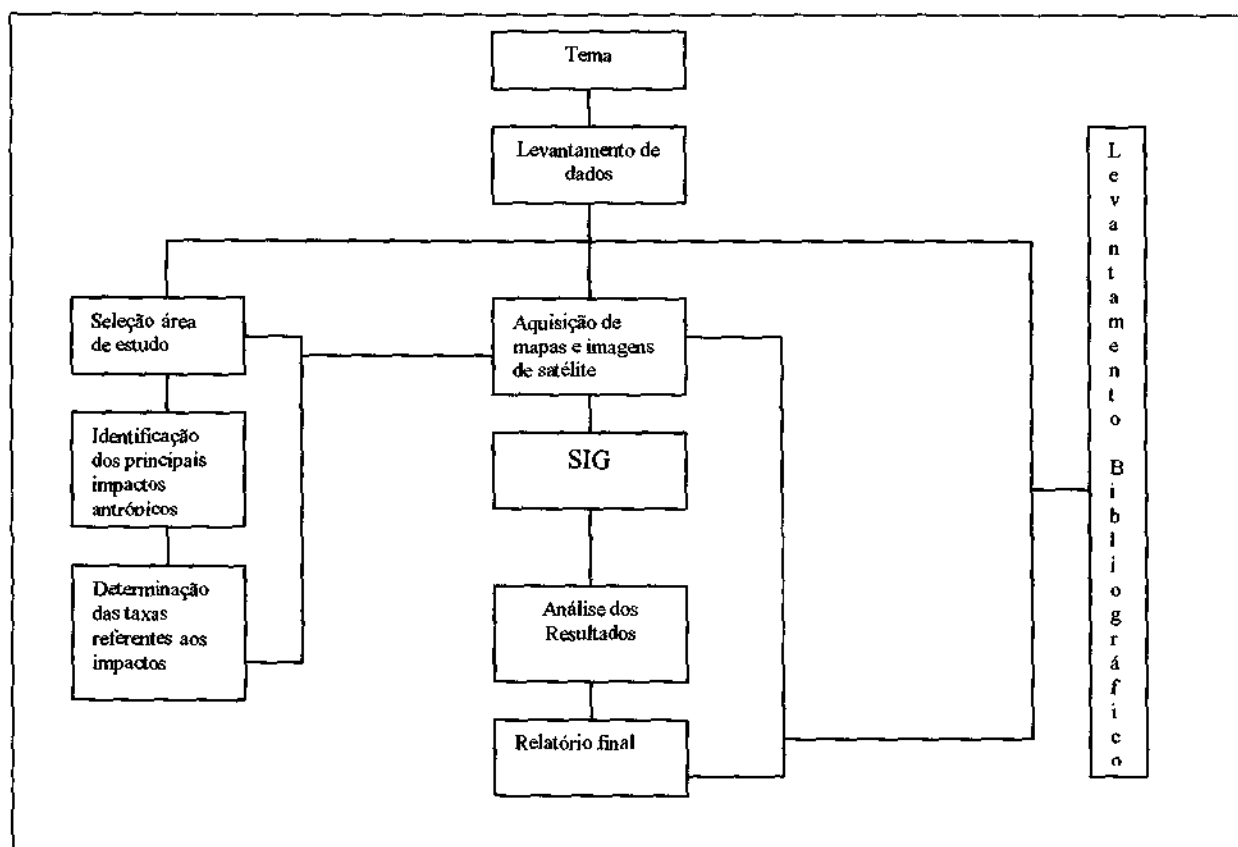 Tema
Levantamento de
dados
Seleção área
de estudo
Identificação
dos principais
impactos
antrópicos
Determinação
das taxas
referentes aos
impactos
Aquisição de
mapas e imagens
de satélite
SIG
Análise dos
Resultados
Relatório final
Levantamento Bibliográfico